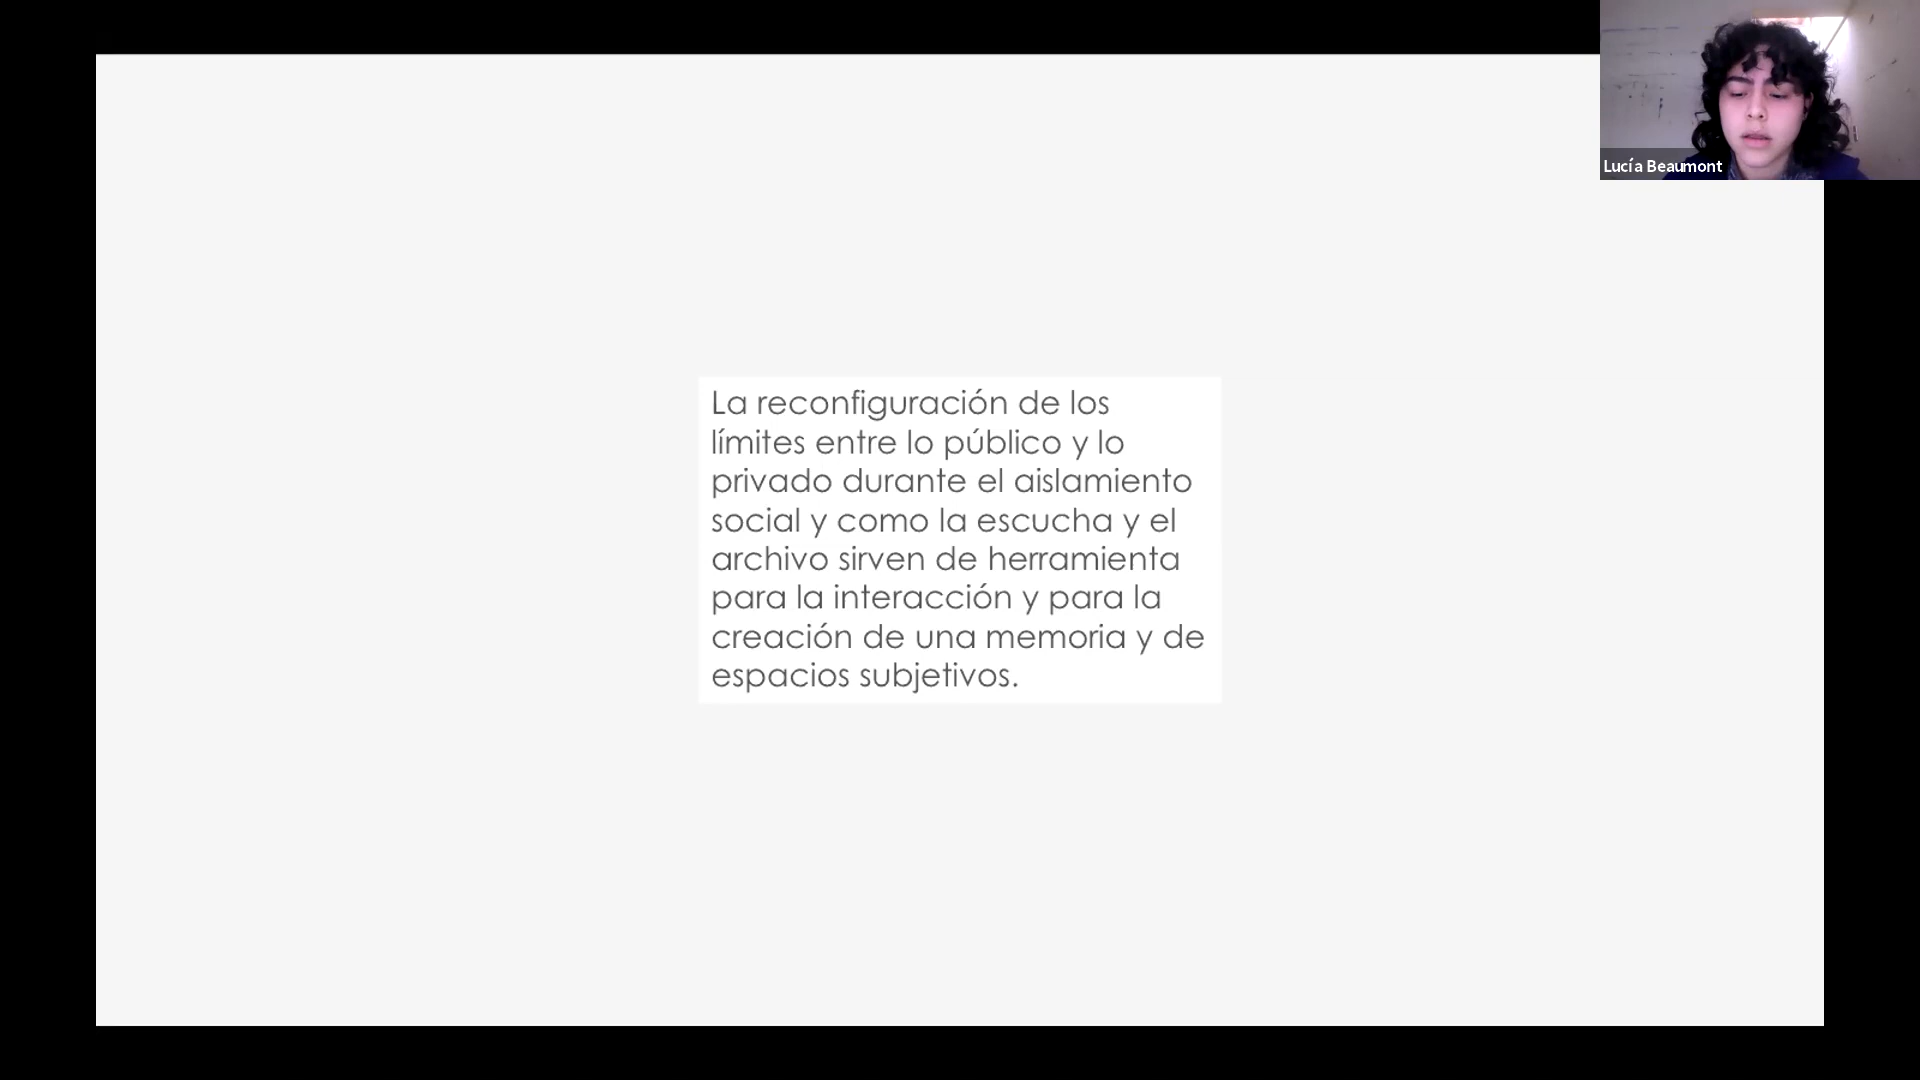 La reconfiguración de los
límites entre lo público y lo
privado durante el aislamiento
social y como la escucha y el
archivo sirven de herramienta
para la interacción y para la
creación de una memoria y de
espacios subjetivos.
Lucía Beaumont